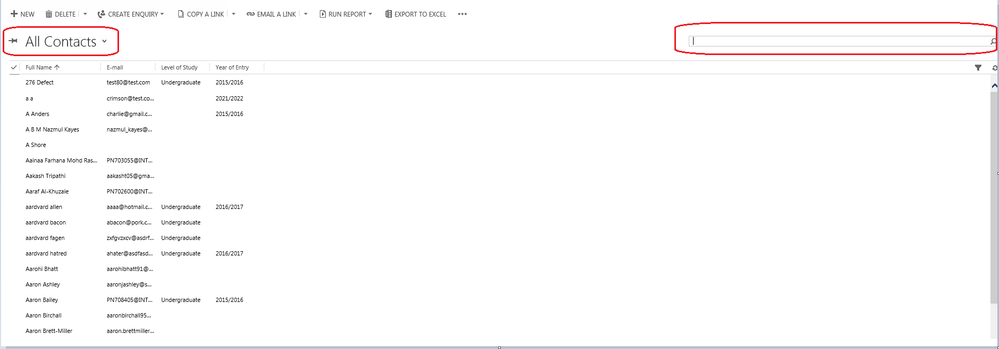 NEW DELETE CREATE ENQUIRY COPY A LINK EMAIL A LINK RUN REPORT EXPORT TO EXCEL
All Contacts
Full Name E-mail Level of Study Year of Entry
276 Defect test80@test.com Undergraduate 2015/2016
a a crimson@test.co... 2021/2022
A Anders charlie@gmail.c... 2015/2016
A B M Nazmul Kayes nazmul_kayes@...
A Shore
Aainaa Farhana Mohd Ras... PN703055@INT...
Aakash Tripathi aakasht05@gma...
Aaraf Al-Khuzaie PN702600@INT...
aardvard allen aaaa@hotmail.c... Undergraduate 2016/2017
aardvard bacon abacon@pork.c... Undergraduate
aardvard fagen zxfgvzxcv@asdrf... Undergraduate
aardvard hatred ahater@asdfasd... Undergraduate 2016/2017
Aarohi Bhatt aarohibhatt91@...
Aaron Ashley aaronjashley@s...
Aaron Bailey PN708405@INT... Undergraduate 2015/2016
Aaron Birchall aaronbirchall95...
Aaron Brett-Miller aaron.brettmiller...